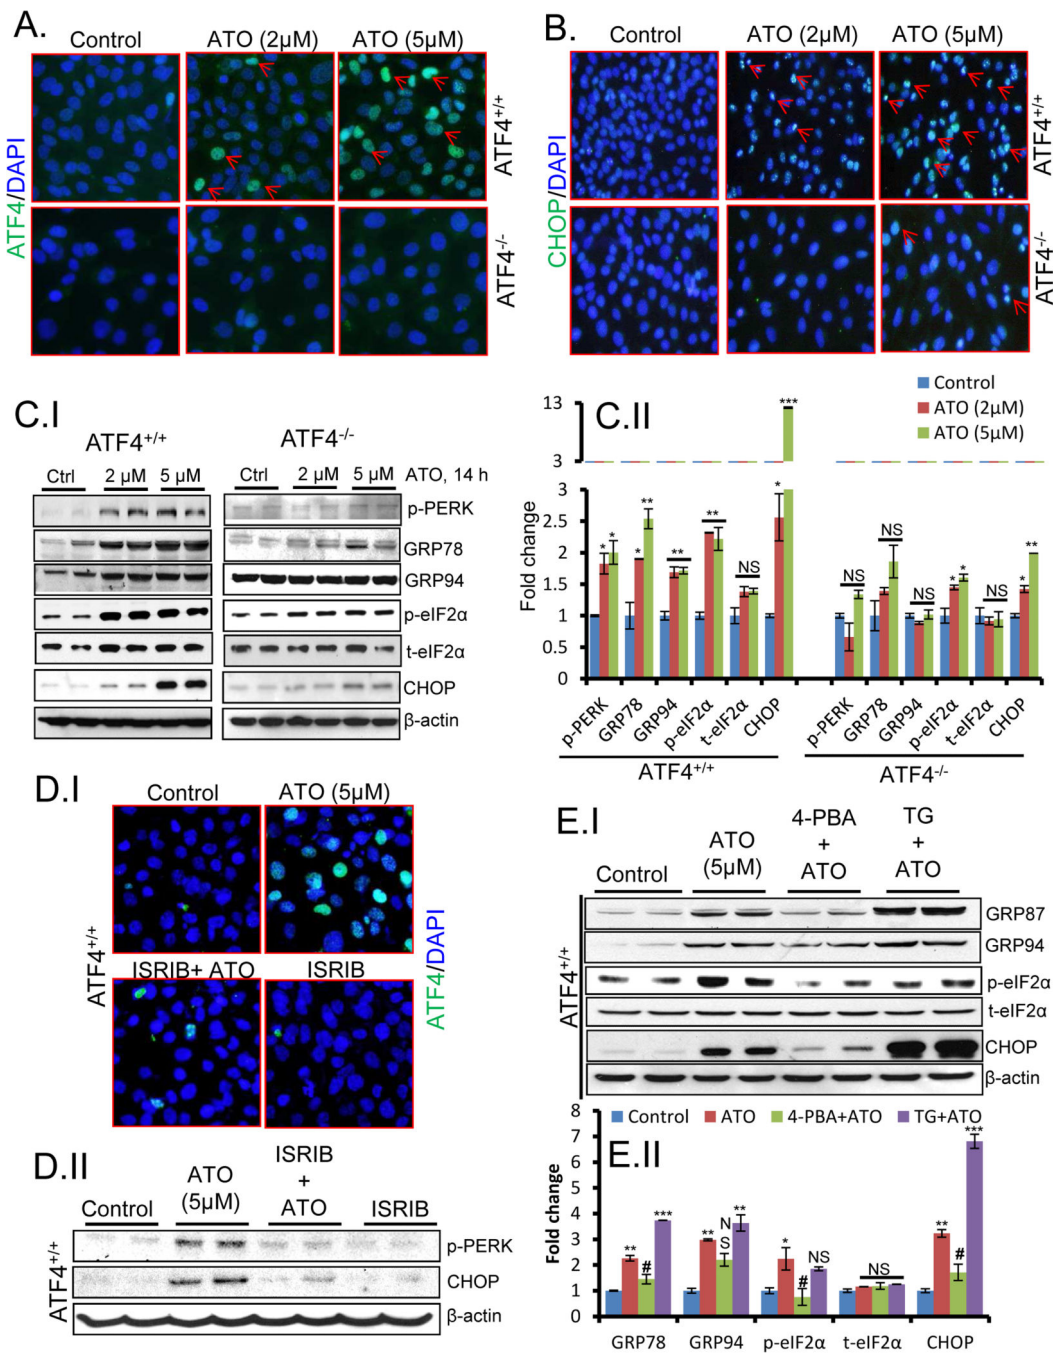 A.
Control ATO (2µM) ATO (5µM)
ATF4/DAPI
ATF4+/+
ATF4-/-
B.
Control ATO (2µM) ATO (5µM)
CHOP/DAPI
ATF4+/+
ATF4-/-
C.I
ATF4+/+ ATF4-/-
Ctrl 2 µM 5 µM Ctrl 2 µM 5 µM ATO, 14 h
p-PERK
GRP78
GRP94
p-eIF2α
t-eIF2α
CHOP
β-actin
C.II
Control
ATO (2µM)
ATO (5µM)
Fold change
13
3
3
2.5
2
1.5
1
0.5
0
* * * ** ** ** NS * ***
NS NS NS * * NS * **
p-PERK GRP78 GRP94 p-eIF2α t-eIF2α CHOP p-PERK GRP78 GRP94 p-eIF2α t-eIF2α CHOP
ATF4+/+ ATF4-/-
D.I
Control ATO (5µM)
ISRIB+ ATO ISRIB
ATF4+/+
ATF4/DAPI
D.II
Control ATO (5µM) ISRIB + ATO ISRIB
ATF4+/+
p-PERK
CHOP
β-actin
E.I
Control ATO (5µM) 4-PBA + ATO TG + ATO
ATF4+/+
GRP87
GRP94
p-eIF2α
t-eIF2α
CHOP
β-actin
E.II
Control ATO 4-PBA+ATO TG+ATO
Fold change
8
7
6
5
4
3
2
1
0
** # *** ** NS ** * # NS NS ** # ***
GRP78 GRP94 p-eIF2α t-eIF2α CHOP